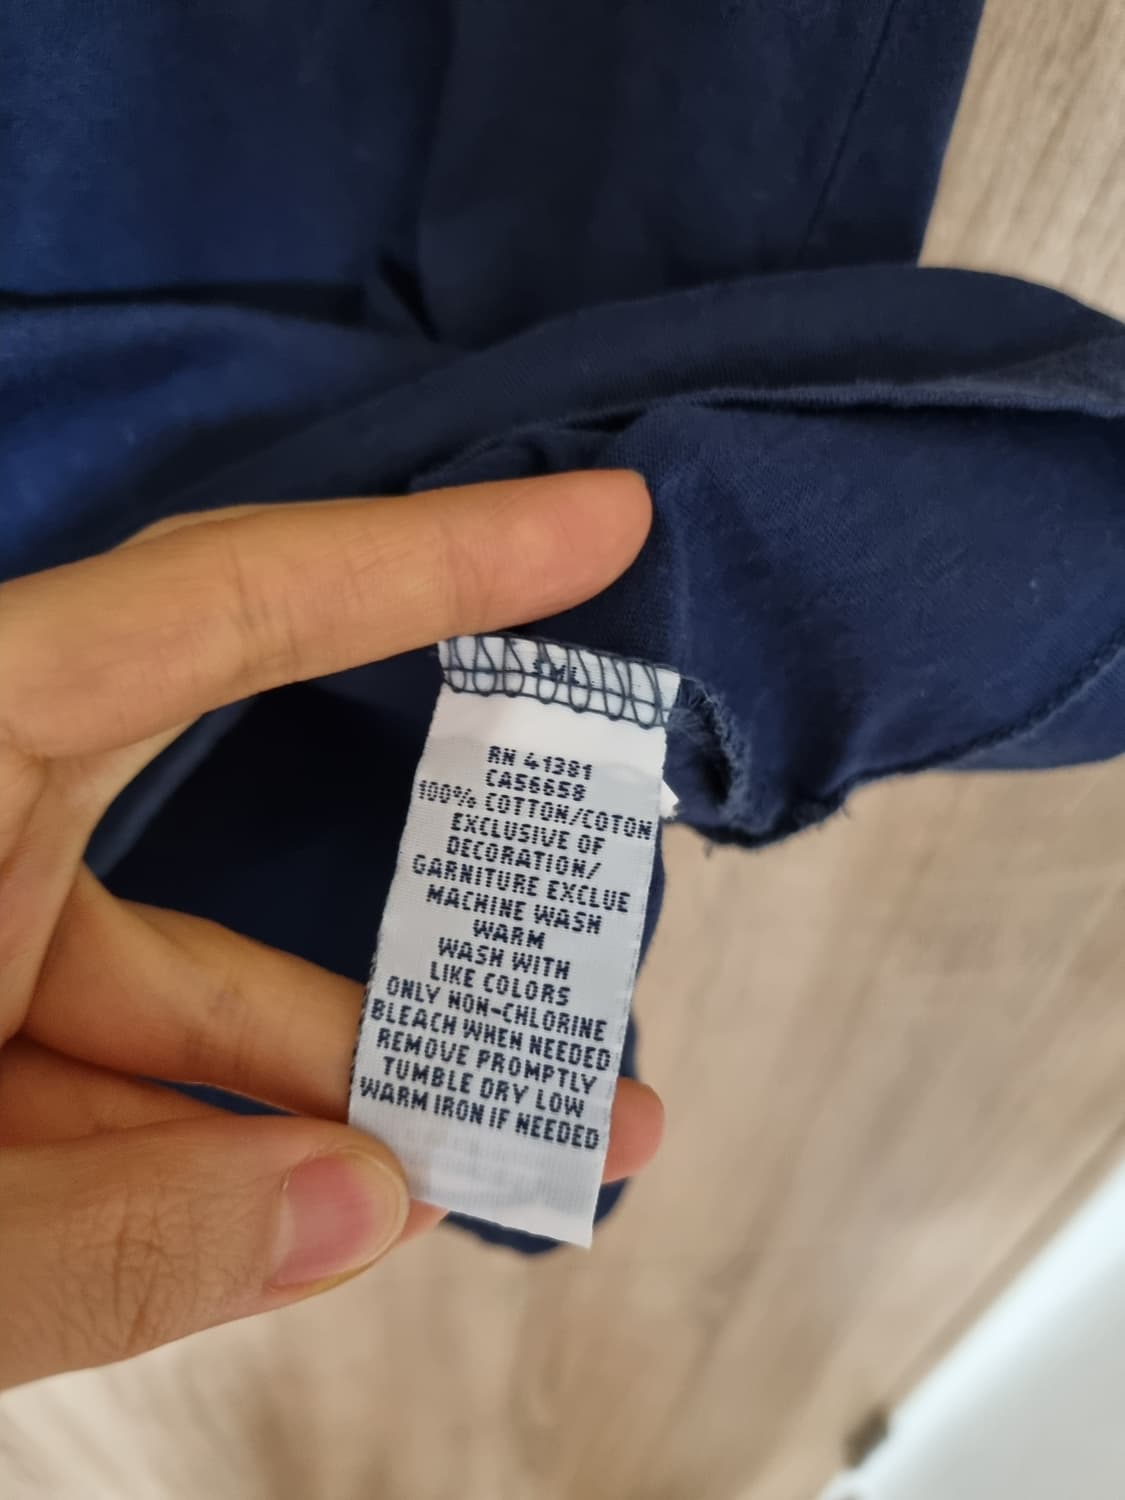 RN 41381
CA56658
100% COTTON/COTON
EXCLUSIVE OF
DECORATION/
GARNITURE EXCLUE
MACHINE WASH
WARM
WASH WITH
LIKE COLORS
ONLY NON-CHLORINE
BLEACH WHEN NEEDED
REMOVE PROMPTLY
TUMBLE DRY LOW
WARM IRON IF NEEDED